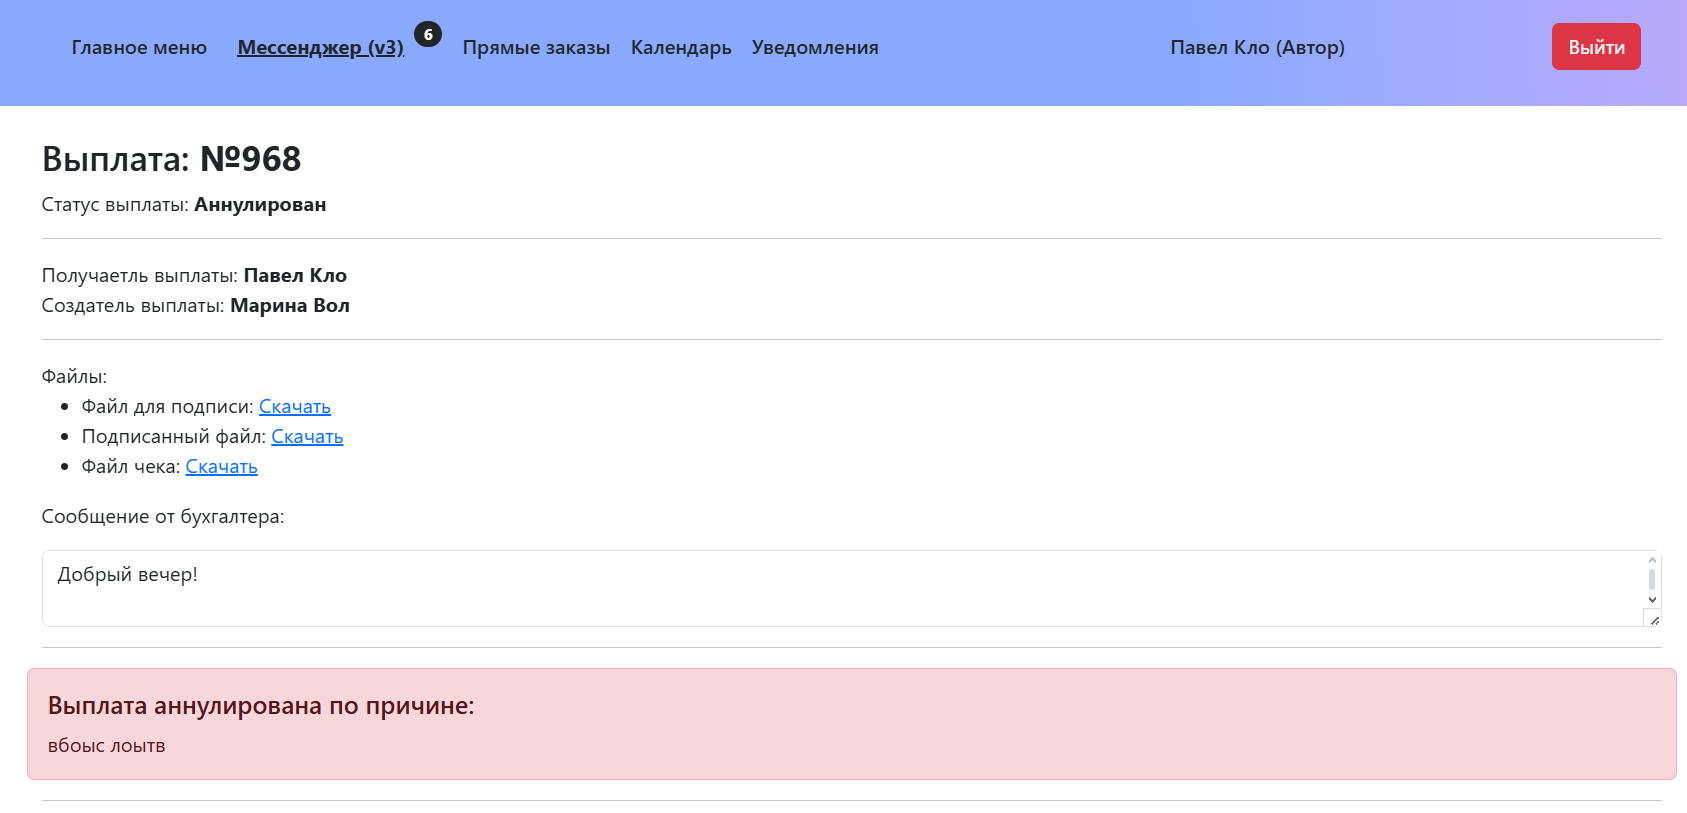 Главное меню Мессенджер (v3) 6 Прямые заказы Календарь Уведомления Павел Кло (Автор) Выйти
Выплата: №968
Статус выплаты: Аннулирован
Получаетль выплаты: Павел Кло
Создатель выплаты: Марина Вол
Файлы:
Файл для подписи: Скачать
Подписанный файл: Скачать
Файл чека: Скачать
Сообщение от бухгалтера:
Добрый вечер!
Выплата аннулирована по причине:
вбоыс лоытв